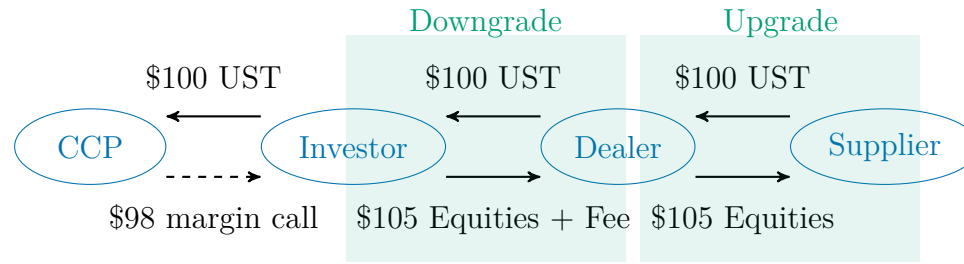 Downgrade Upgrade
$100 UST $100 UST $100 UST
CCP Investor Dealer Supplier
$98 margin call $105 Equities + Fee $105 Equities